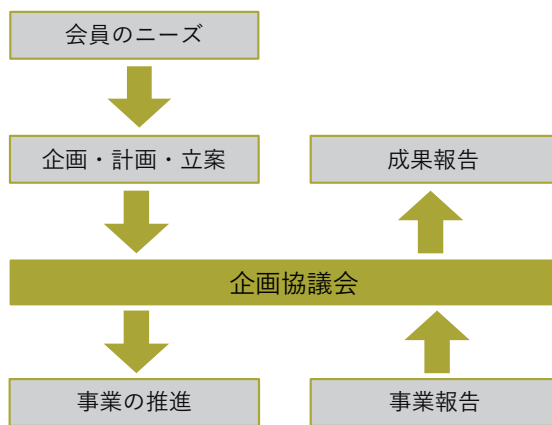 会員のニーズ
企画・計画・立案
成果報告
企画協議会
事業の推進
事業報告